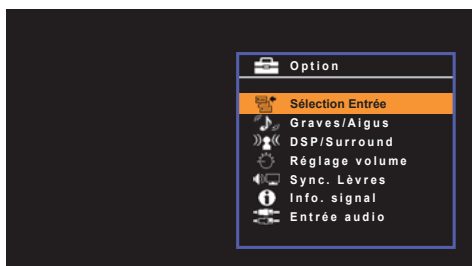 Option
Sélection Entrée
Graves/Aigus
DSP/Surround
Réglage volume
Sync. Lèvres
Info. signal
Entrée audio